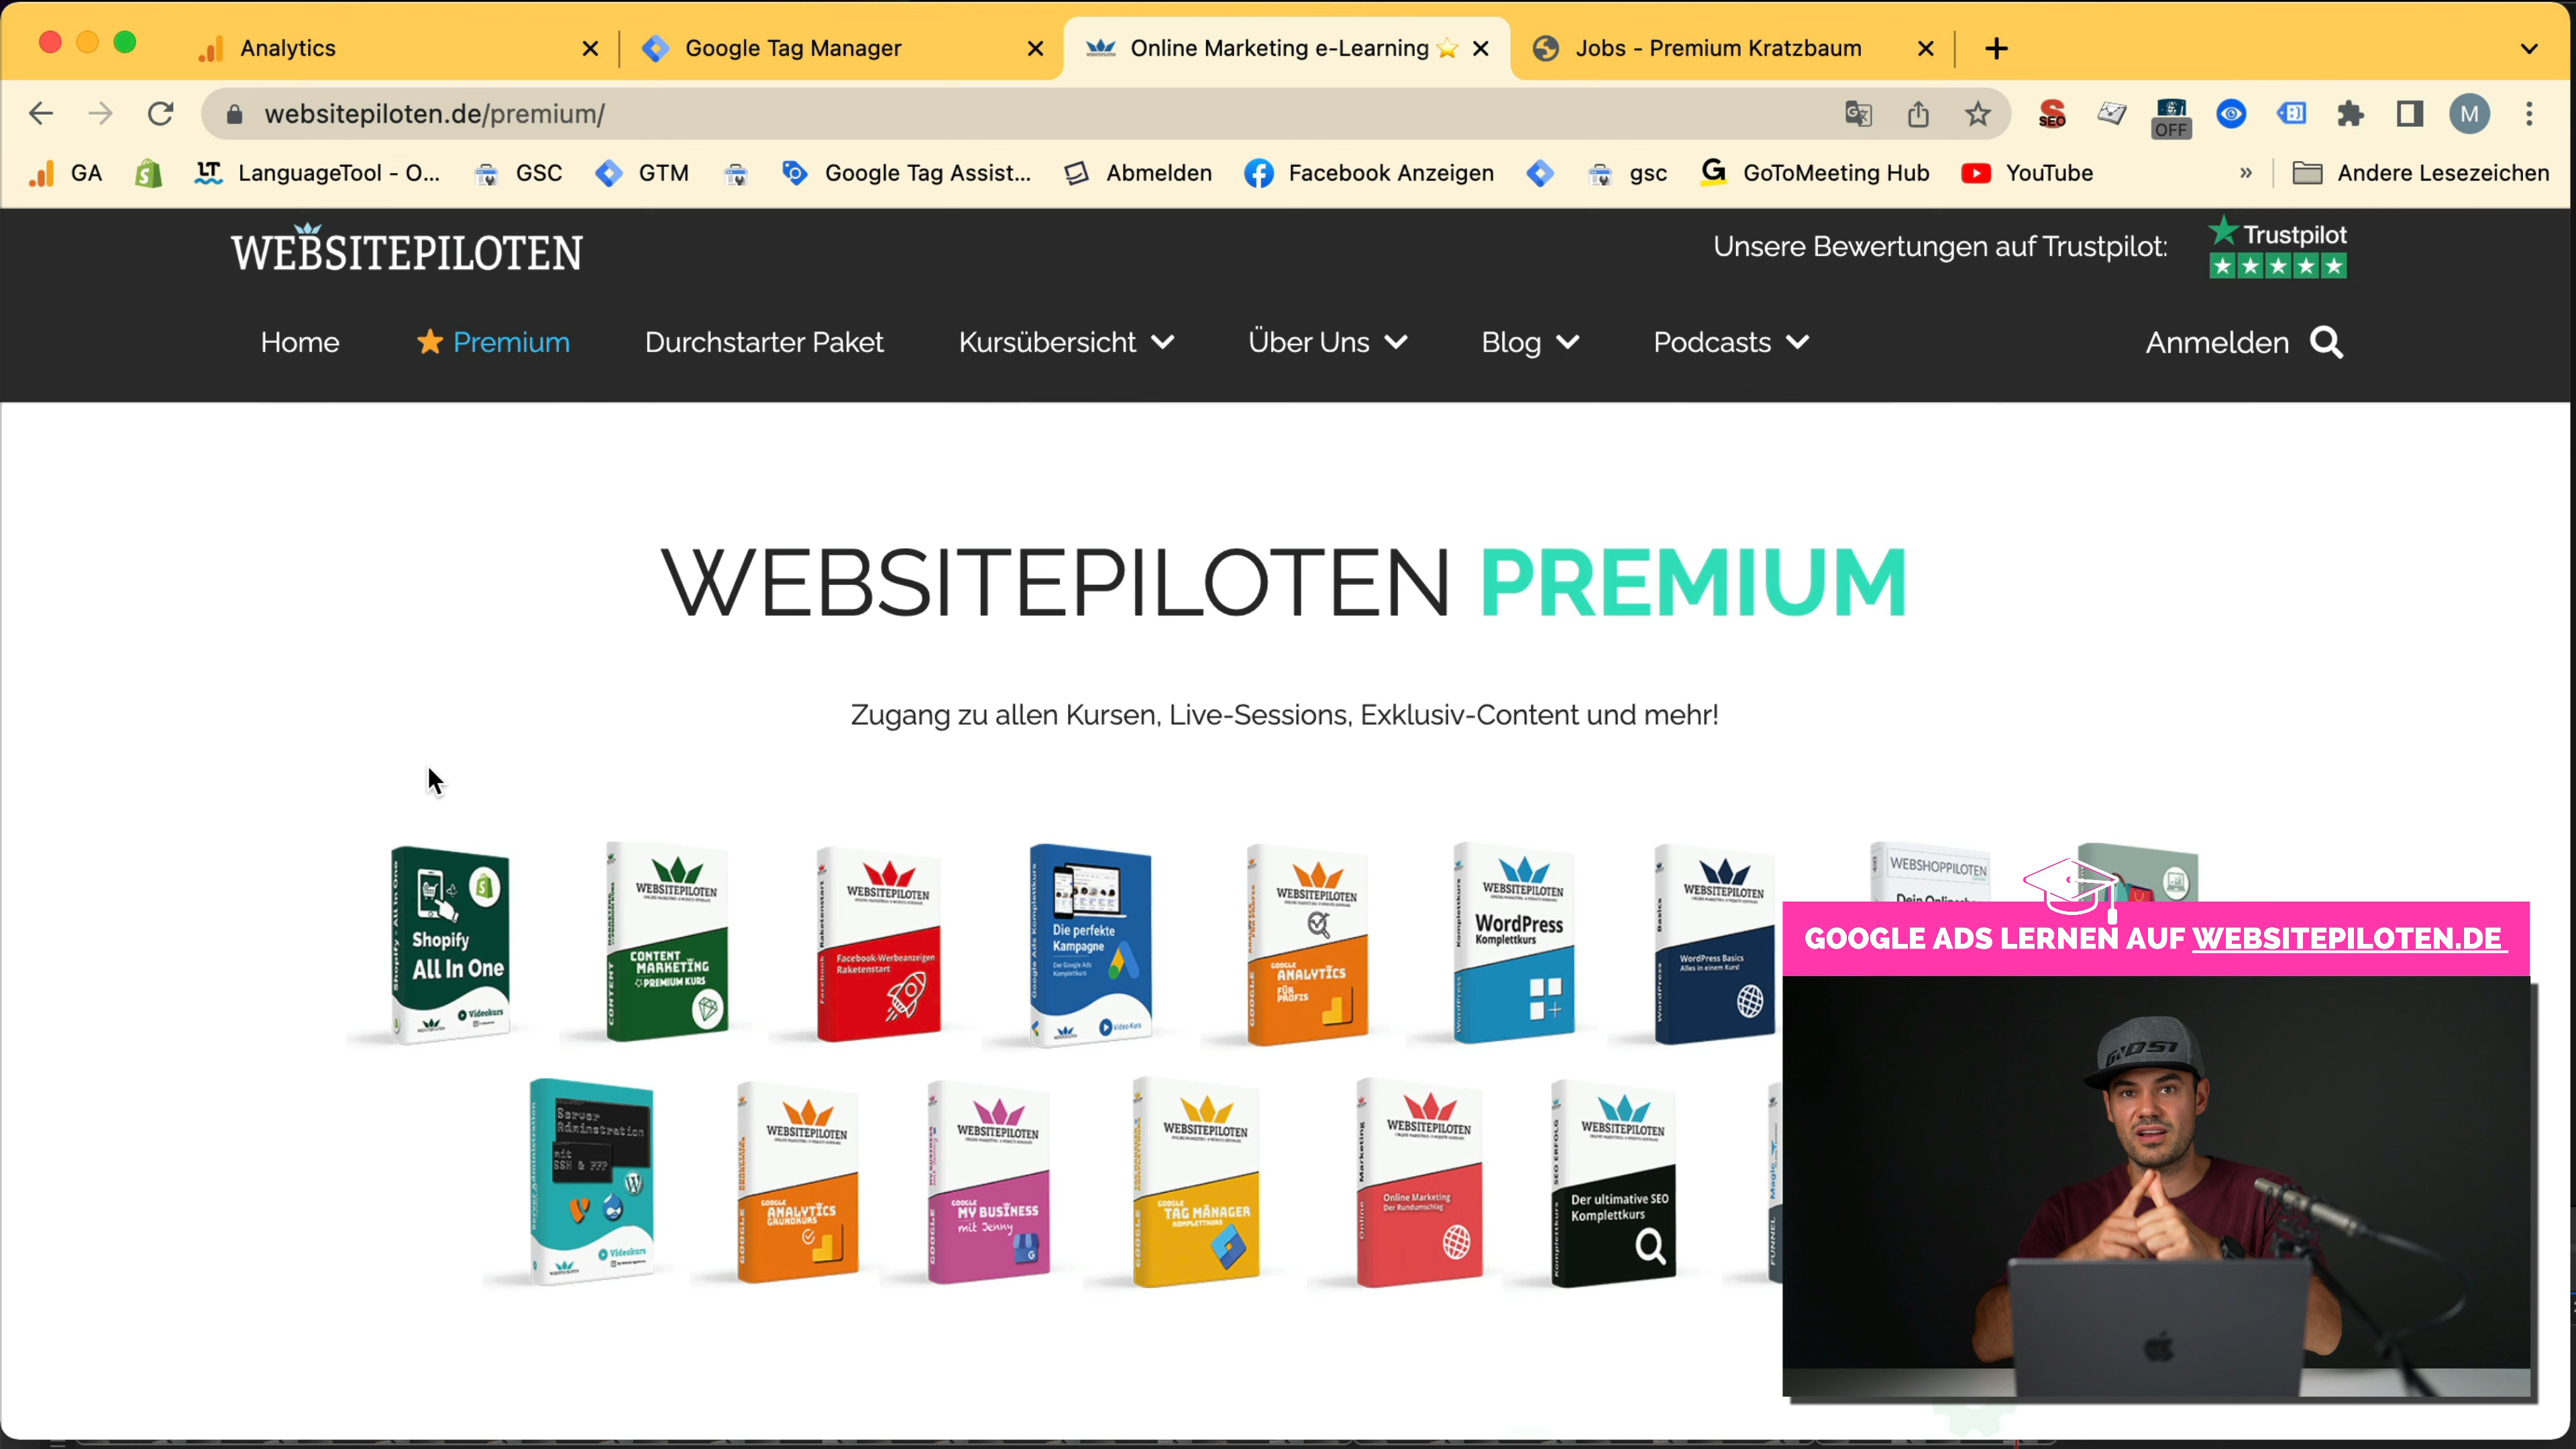 Analytics
Google Tag Manager
Online Marketing e-Learning
Jobs - Premium Kratzbaum
websitepiloten.de/premium/
SEO
OFF
M
GA
LT
LanguageTool - O...
GSC
GTM
Google Tag Assist...
Abmelden
Facebook Anzeigen
gsc
GoToMeeting Hub
YouTube
»
Andere Lesezeichen
WEBSITEPILOTEN
Unsere Bewertungen auf Trustpilot:
Trustpilot
Home
Premium
Durchstarter Paket
Kursübersicht
Über Uns
Blog
Podcasts
Anmelden
WEBSITEPILOTEN PREMIUM
Zugang zu allen Kursen, Live-Sessions, Exklusiv-Content und mehr!
Shopify
All In One
Videokurs
WEBSITEPILOTEN
CONTENT
MARKETING
PREMIUM KURS
WEBSITEPILOTEN
Facebook-Werbeanzeigen
Raketenstart
Die perfekte
Kampagne
Der Google Ads
Komplettkurs
Video-Kurs
WEBSITEPILOTEN
GOOGLE
ANALYTICS
FÜR
PROFIS
WEBSITEPILOTEN
WordPress
Komplettkurs
WEBSITEPILOTEN
WordPress Basics
Alles in einem Kurs!
WEBSHOPPILOTEN
GOOGLE ADS LERNEN AUF WEBSITEPILOTEN.DE
Server
Adminstration
mit
SSH & FTP
Videokurs
WEBSITEPILOTEN
GOOGLE
ANALYTICS
GRUNDKURS
WEBSITEPILOTEN
GOOGLE
MY BUSINESS
mit Jenny
WEBSITEPILOTEN
GOOGLE
TAG MANAGER
KOMPLETTKURS
WEBSITEPILOTEN
Online Marketing
Der Rundumschlag
WEBSITEPILOTEN
Der ultimative SEO
Komplettkurs
FUNNEL